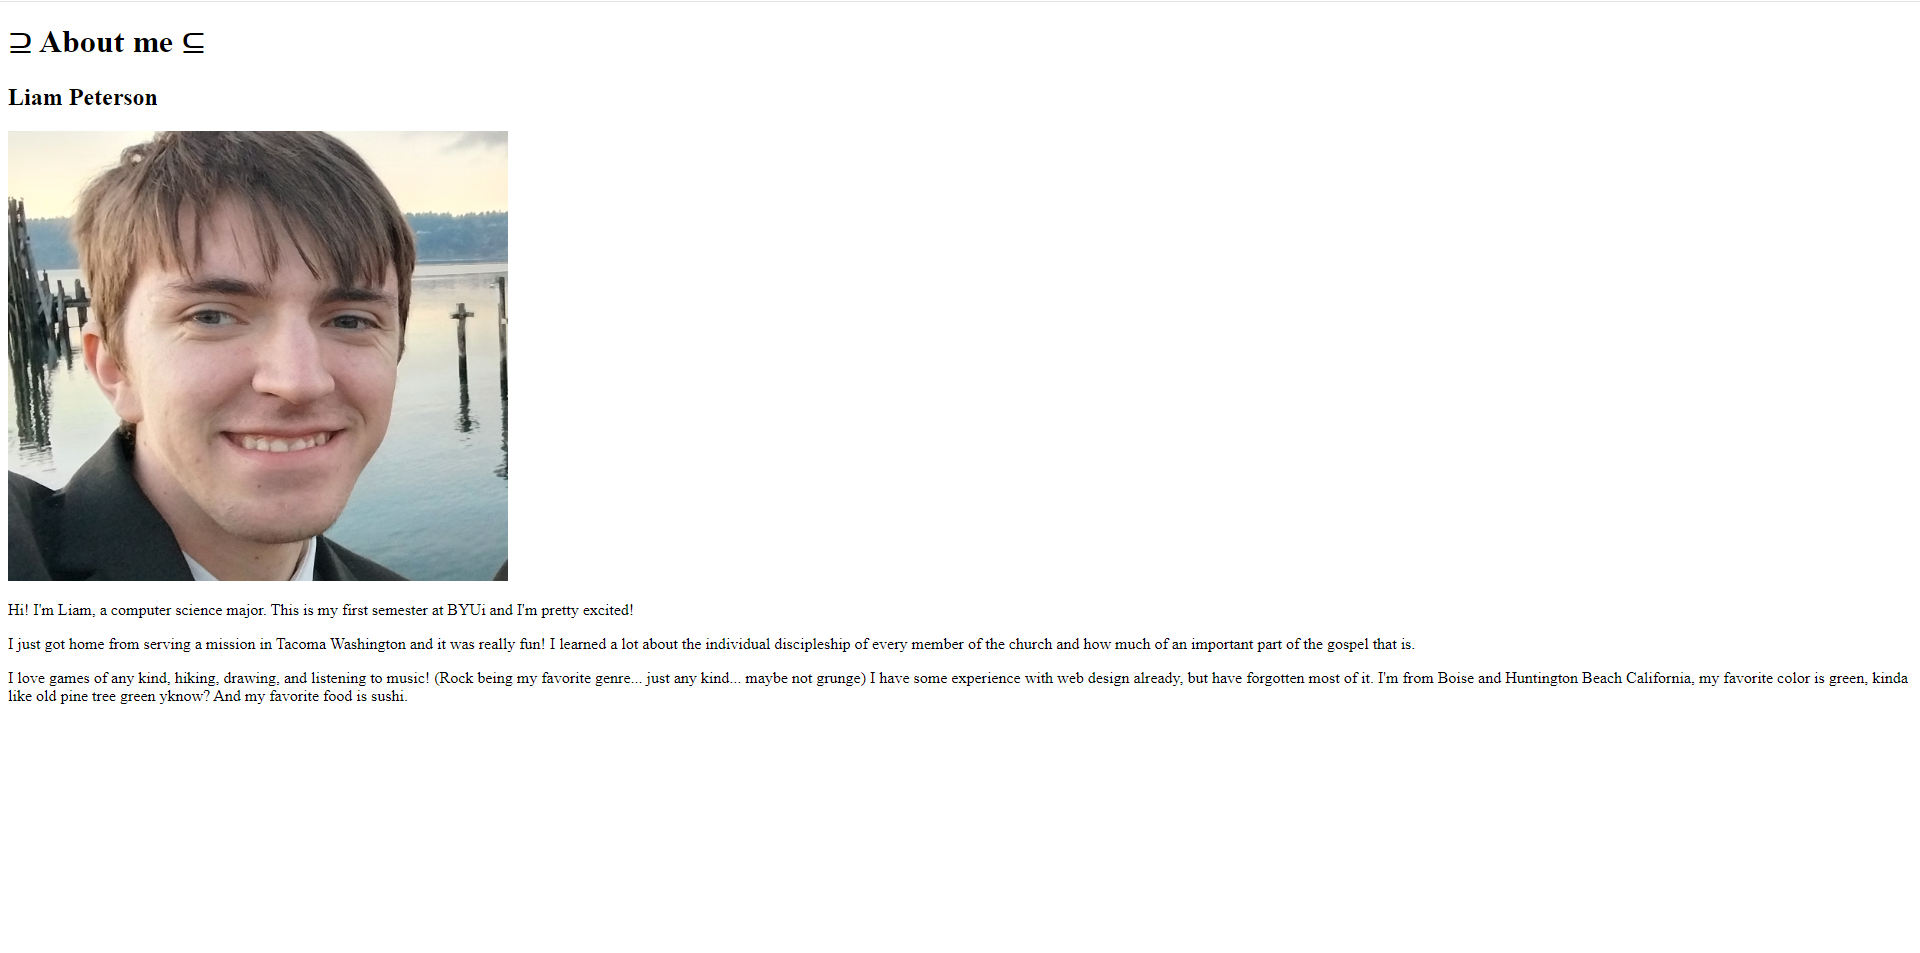 ⊇ About me ⊆
Liam Peterson
Hi! I'm Liam, a computer science major. This is my first semester at BYUi and I'm pretty excited!
I just got home from serving a mission in Tacoma Washington and it was really fun! I learned a lot about the individual discipleship of every member of the church and how much of an important part of the gospel that is.
I love games of any kind, hiking, drawing, and listening to music! (Rock being my favorite genre... just any kind... maybe not grunge) I have some experience with web design already, but have forgotten most of it. I'm from Boise and Huntington Beach California, my favorite color is green, kinda
like old pine tree green yknow? And my favorite food is sushi.